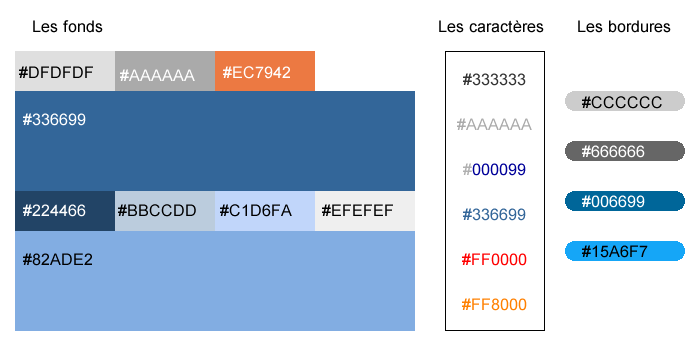 Les fonds
Les caractères
Les bordures
#DFDFDF
#AAAAAA
#EC7942
#336699
#224466
#BBCCDD
#C1D6FA
#EFEFEF
#82ADE2
#333333
#AAAAAA
#000099
#336699
#FF0000
#FF8000
#CCCCCC
#666666
#006699
#15A6F7